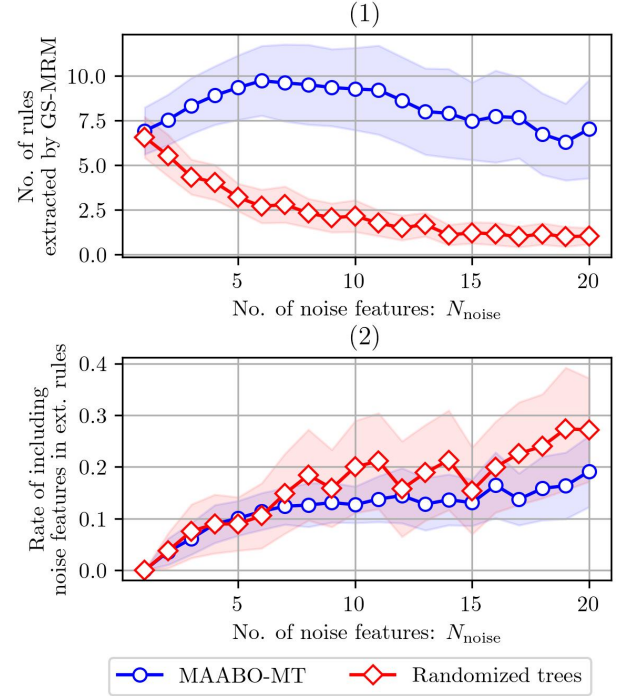 (1)
No. of rules
extracted by GS-MRM
10.0
7.5
5.0
2.5
0.0
5
10
15
20
No. of noise features: N_noise
(2)
Rate of including
noise features in ext. rules
0.4
0.3
0.2
0.1
0.0
5
10
15
20
No. of noise features: N_noise
MAABO-MT
Randomized trees